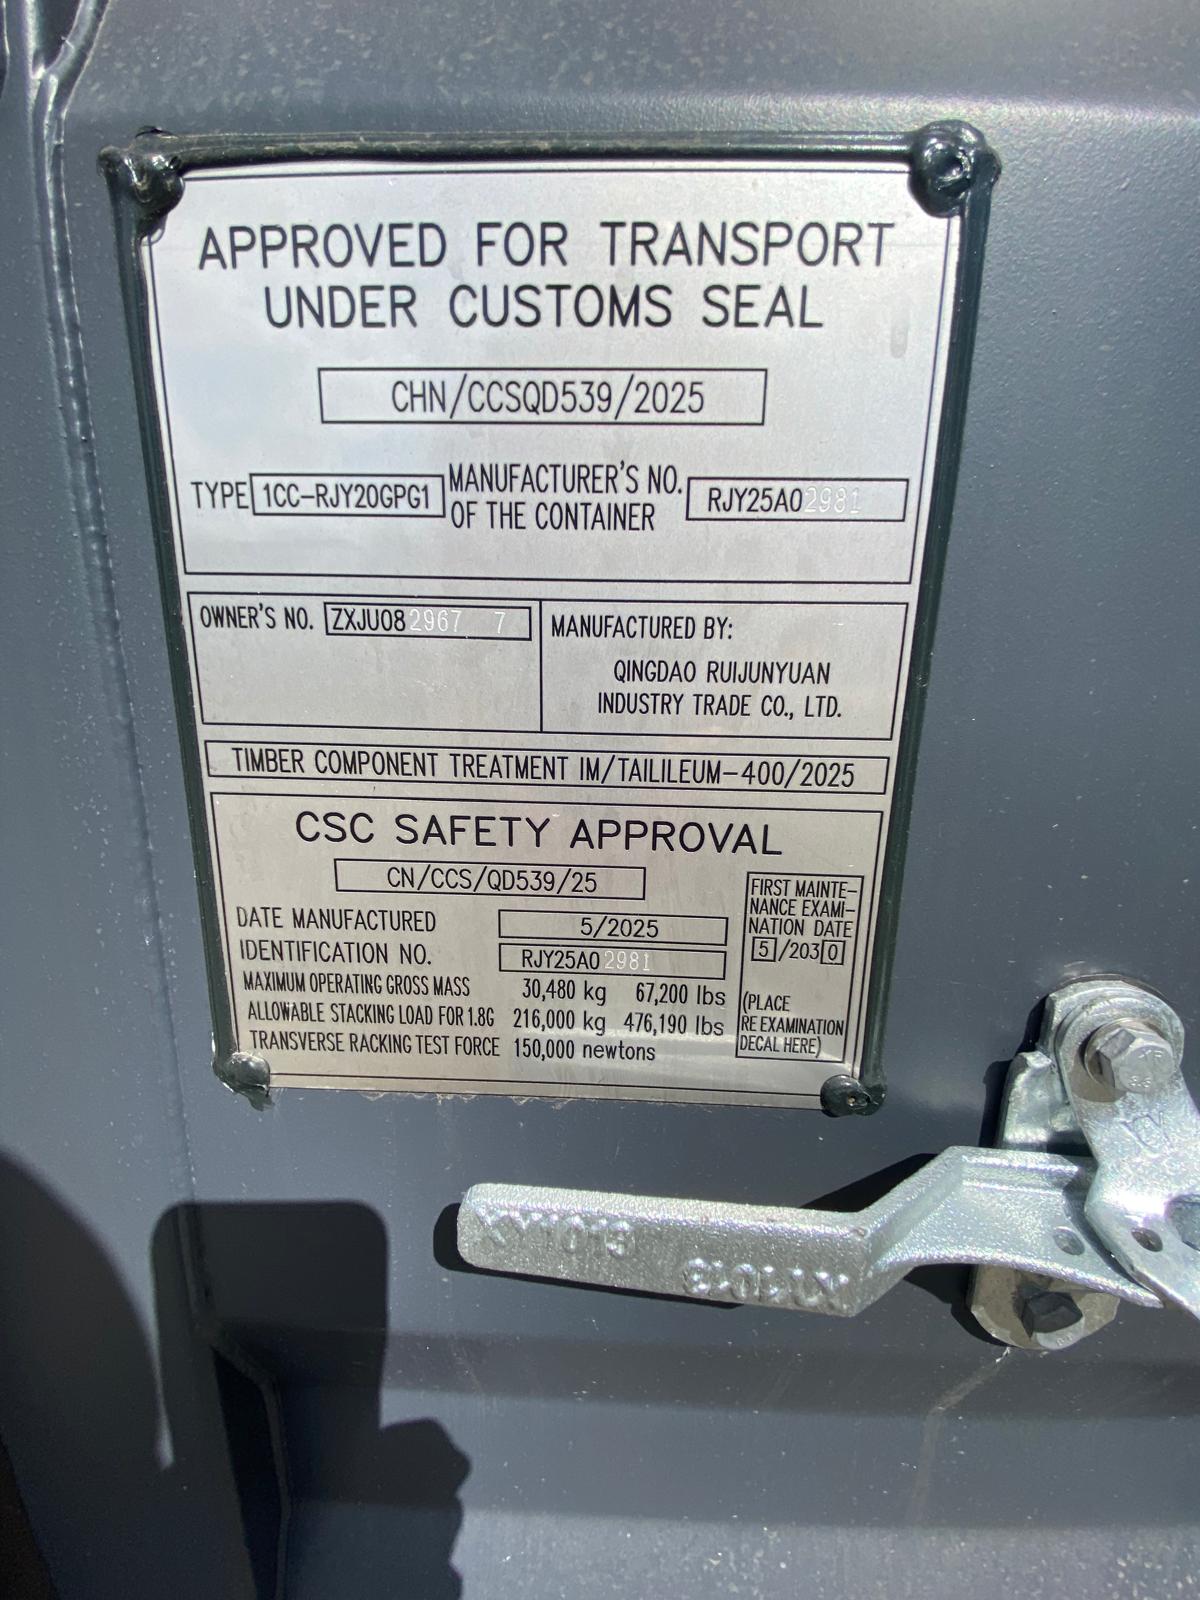 APPROVED FOR TRANSPORT
UNDER CUSTOMS SEAL
CHN/CCSQD539/2025
TYPE 1CC-RJY20GPG1 MANUFACTURER'S NO. OF THE CONTAINER RJY25A02981
OWNER'S NO. ZXJU082967 7
MANUFACTURED BY:
QINGDAO RUIJUNYUAN
INDUSTRY TRADE CO., LTD.
TIMBER COMPONENT TREATMENT IM/TAILILEUM-400/2025
CSC SAFETY APPROVAL
CN/CCS/QD539/25
DATE MANUFACTURED 5/2025
IDENTIFICATION NO. RJY25A02981
MAXIMUM OPERATING GROSS MASS 30,480 kg 67,200 lbs
ALLOWABLE STACKING LOAD FOR 1.8G 216,000 kg 476,190 lbs
TRANSVERSE RACKING TEST FORCE 150,000 newtons
FIRST MAINTE-
NANCE EXAMI-
NATION DATE
5/2030
(PLACE
RE EXAMINATION
DECAL HERE)
XY1013
XY1013